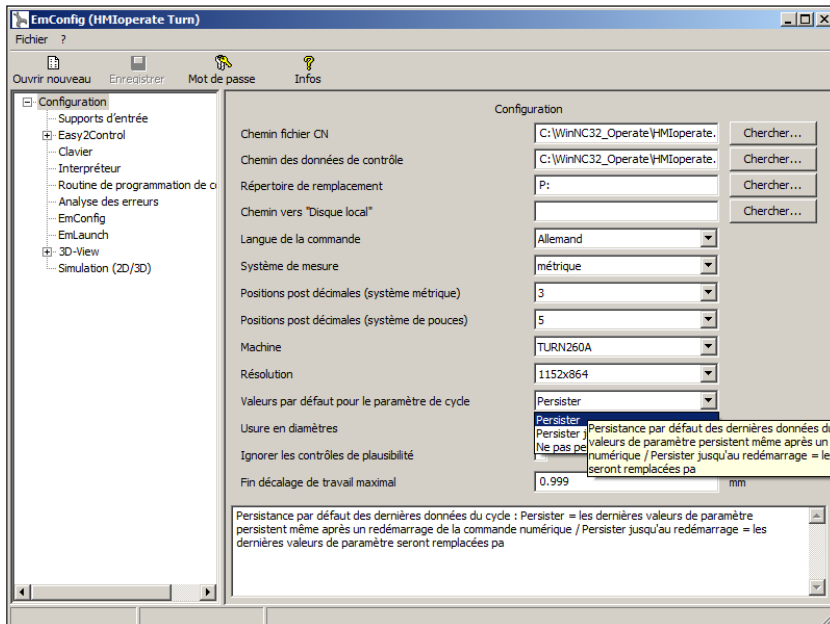 EmConfig (HMIoperate Turn)
Fichier ?
Ouvrir nouveau Enregistrer Mot de passe Infos
Configuration
Supports d'entrée
Easy2Control
Clavier
Interpréteur
Routine de programmation de c
Analyse des erreurs
EmConfig
EmLaunch
3D-View
Simulation (2D/3D)
Configuration
Chemin fichier CN C:\WinNC32_Operate\HMIoperate. Chercher...
Chemin des données de contrôle C:\WinNC32_Operate\HMIoperate. Chercher...
Répertoire de remplacement P: Chercher...
Chemin vers "Disque local" Chercher...
Langue de la commande Allemand
Système de mesure métrique
Positions post décimales (système métrique) 3
Positions post décimales (système de pouces) 5
Machine TURN260A
Résolution 1152x864
Valeurs par défaut pour le paramètre de cycle Persister
Persister
Persister j
Ne pas pe
Persistance par défaut des dernières données du
valeurs de paramètre persistent même après un
numérique / Persister jusqu'au redémarrage = le
seront remplacées pa
Usure en diamètres
Ignorer les contrôles de plausibilité
Fin décalage de travail maximal 0.999 mm
Persistance par défaut des dernières données du cycle : Persister = les dernières valeurs de paramètre
persistent même après un redémarrage de la commande numérique / Persister jusqu'au redémarrage = les
dernières valeurs de paramètre seront remplacées pa